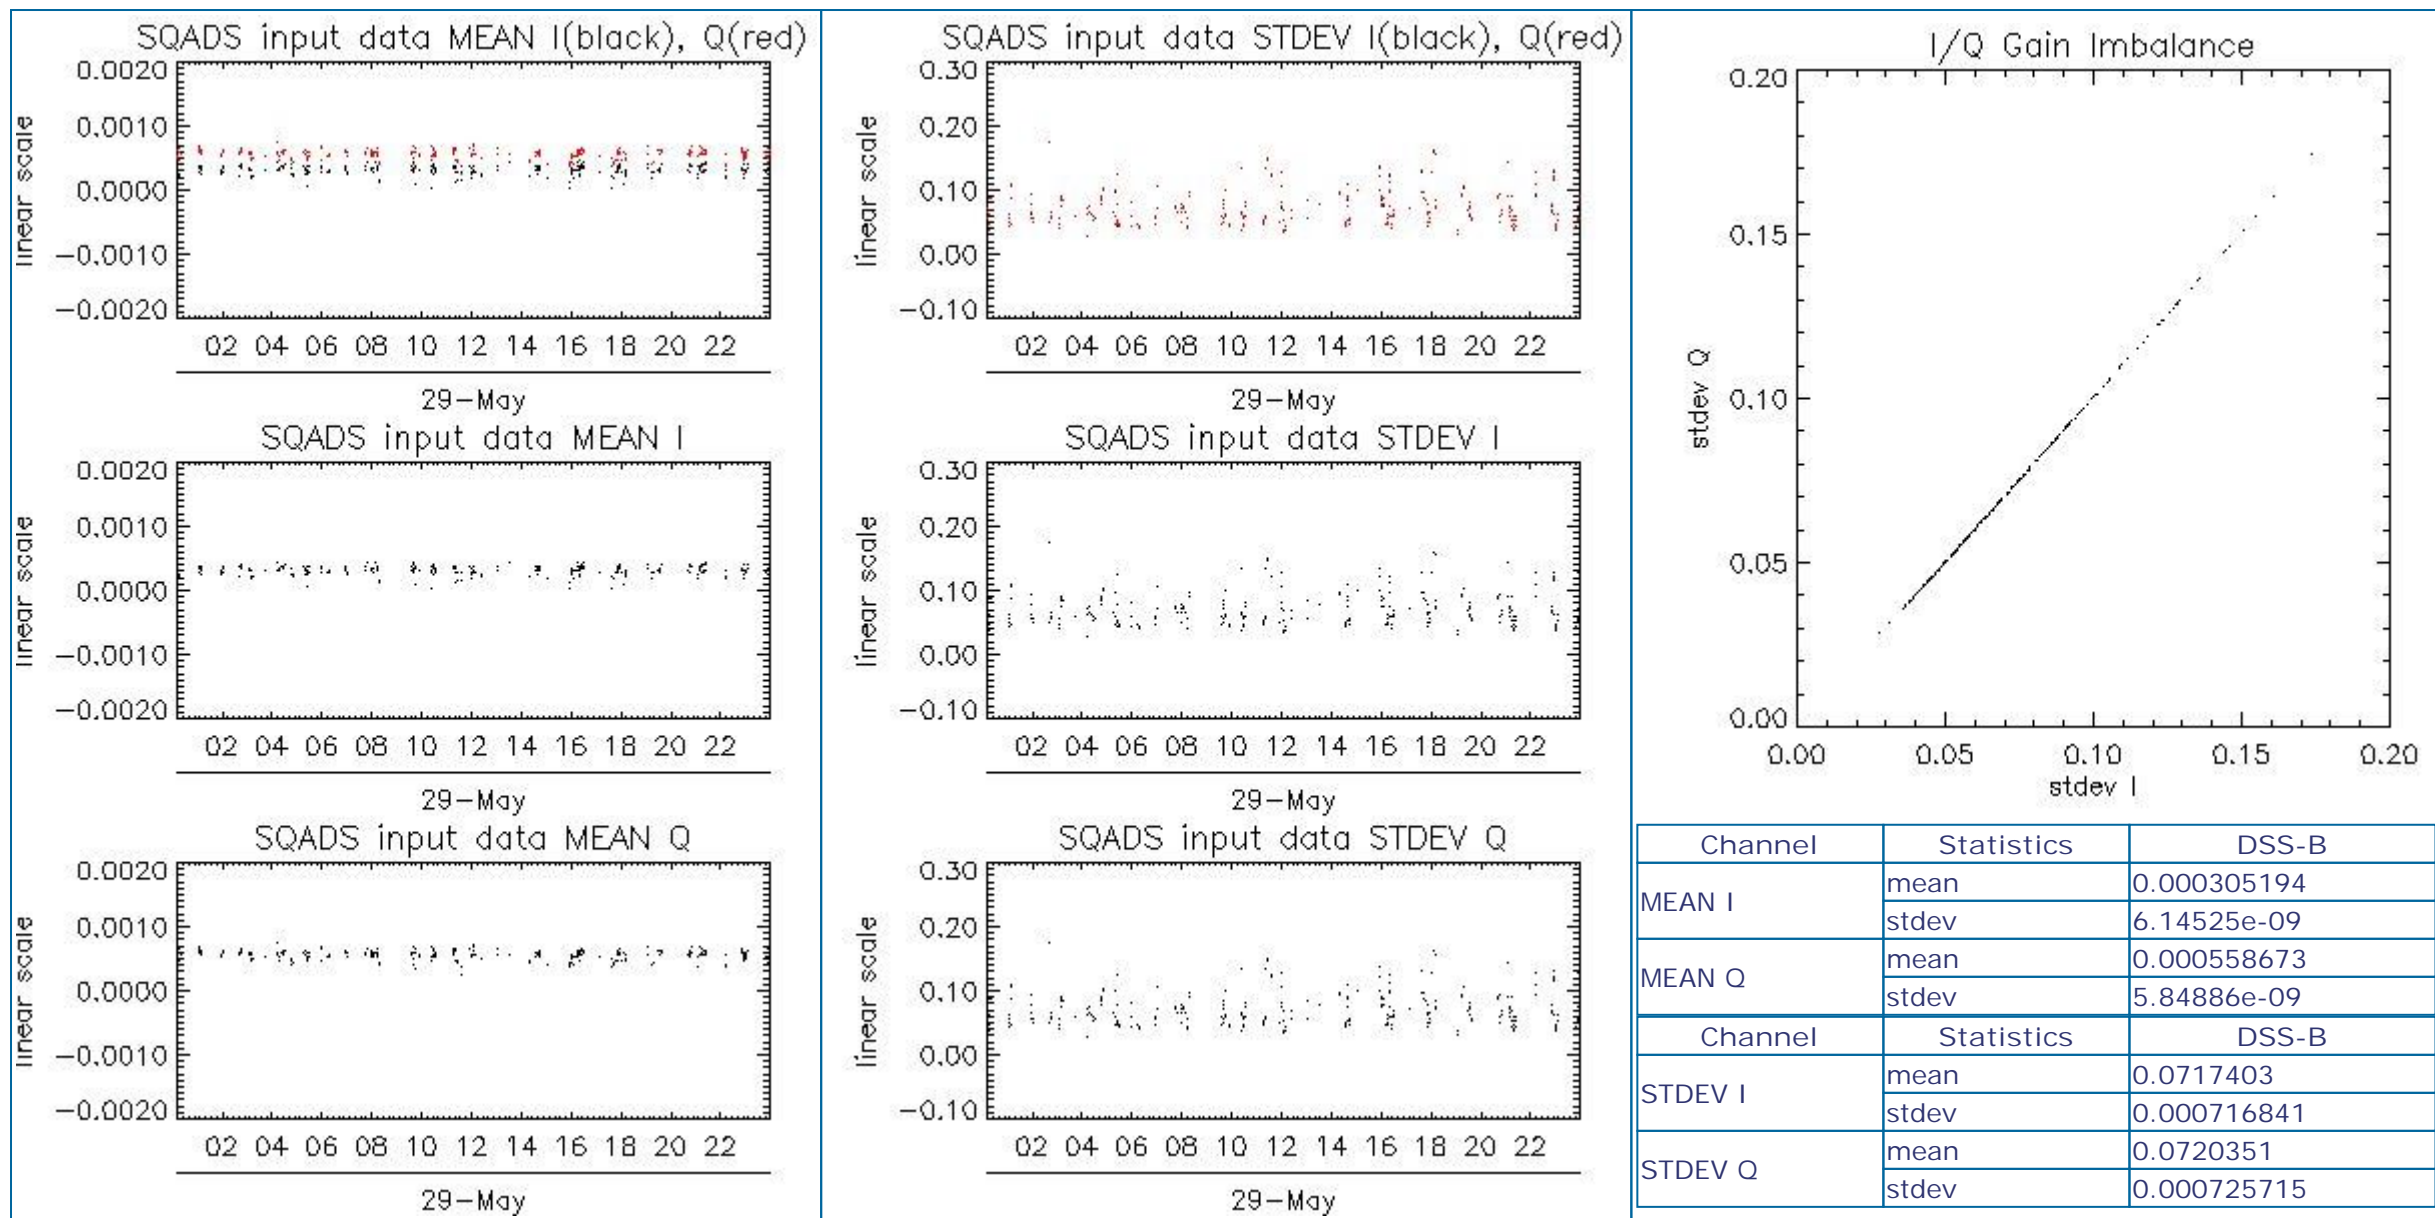 SQADS input data MEAN I(black), Q(red)
linear scale
0.0020
0.0010
0.0000
-0.0010
-0.0020
02 04 06 08 10 12 14 16 18 20 22
29-May
SQADS input data MEAN I
linear scale
0.0020
0.0010
0.0000
-0.0010
-0.0020
02 04 06 08 10 12 14 16 18 20 22
29-May
SQADS input data MEAN Q
linear scale
0.0020
0.0010
0.0000
-0.0010
-0.0020
02 04 06 08 10 12 14 16 18 20 22
29-May
SQADS input data STDEV I(black), Q(red)
linear scale
0.30
0.20
0.10
0.00
-0.10
02 04 06 08 10 12 14 16 18 20 22
29-May
SQADS input data STDEV I
linear scale
0.30
0.20
0.10
0.00
-0.10
02 04 06 08 10 12 14 16 18 20 22
29-May
SQADS input data STDEV Q
linear scale
0.30
0.20
0.10
0.00
-0.10
02 04 06 08 10 12 14 16 18 20 22
29-May
I/Q Gain Imbalance
stdev Q
0.20
0.15
0.10
0.05
0.00
0.00 0.05 0.10 0.15 0.20
stdev I
Channel Statistics DSS-B
MEAN I
mean 0.000305194
stdev 6.14525e-09
MEAN Q
mean 0.000558673
stdev 5.84886e-09
Channel Statistics DSS-B
STDEV I
mean 0.0717403
stdev 0.000716841
STDEV Q
mean 0.0720351
stdev 0.000725715